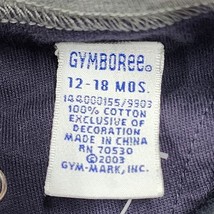 GYMBOREE®
12-18 MOS.
144000155/9903
100% COTTON
EXCLUSIVE OF
DECORATION
MADE IN CHINA
RN 70530
©2003
GYM-MARK, INC.